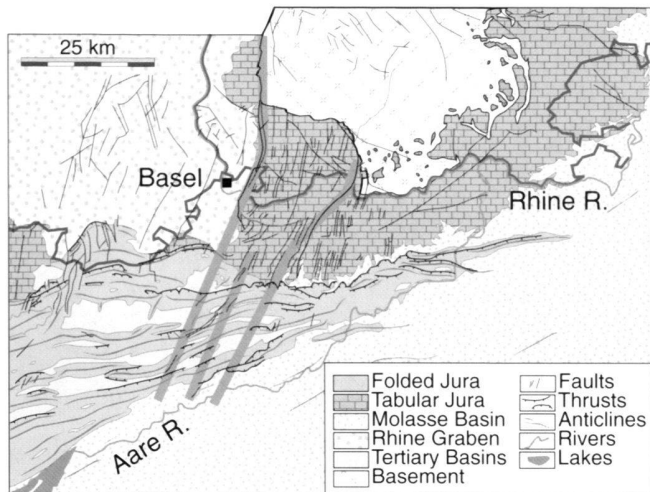 25 km
Basel
Rhine R.
Aare R.
Folded Jura
Tabular Jura
Molasse Basin
Rhine Graben
Tertiary Basins
Basement
Faults
Thrusts
Anticlines
Rivers
Lakes